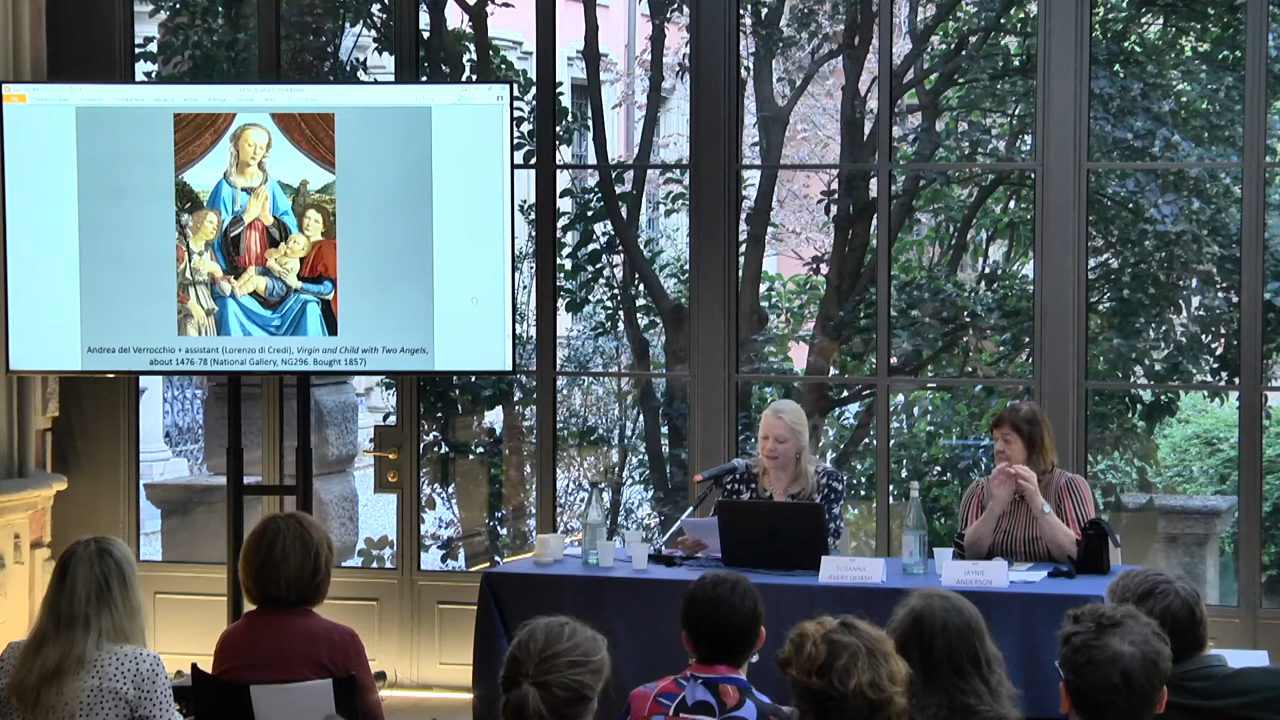 Andrea del Verrocchio + assistant (Lorenzo di Credi), Virgin and Child with Two Angels,
about 1476-78 (National Gallery, NG296. Bought 1857)
SUSANNA
AVERY-QUASH
JAYNIE
ANDERSON